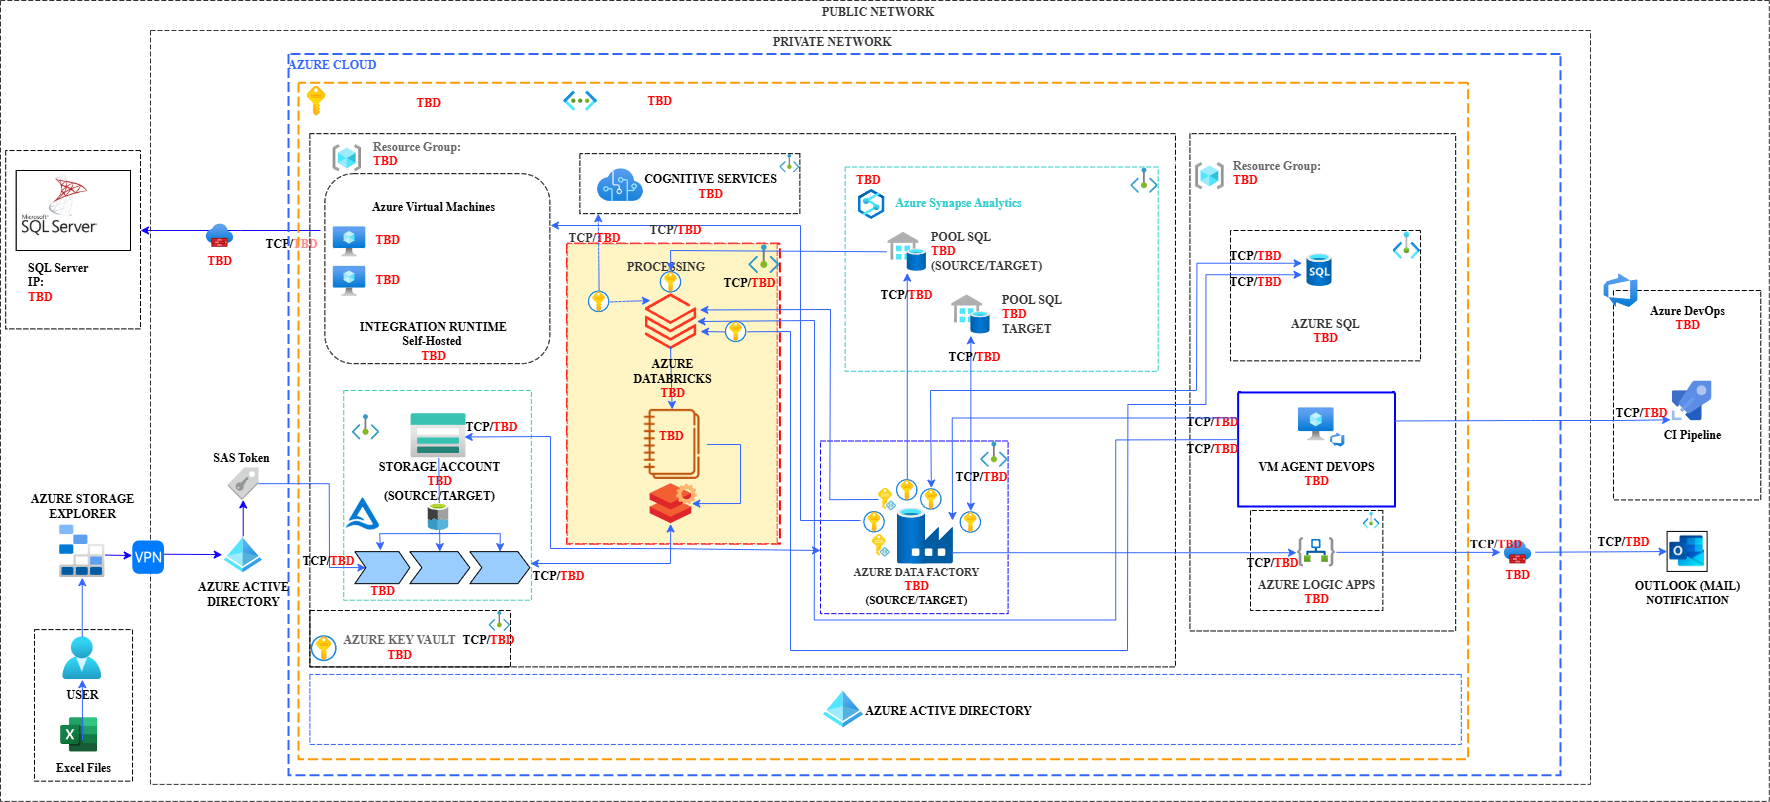 PUBLIC NETWORK
PRIVATE NETWORK
AZURE CLOUD
TBD
TBD
Resource Group:
TBD
Azure Virtual Machines
TBD
TBD
INTEGRATION RUNTIME
Self-Hosted
TBD
COGNITIVE SERVICES
TBD
TCP/TBD
TCP/TBD
PROCESSING
TCP/TBD
AZURE
DATABRICKS
TBD
TBD
TBD
Azure Synapse Analytics
POOL SQL
TBD
(SOURCE/TARGET)
TCP/TBD
POOL SQL
TBD
TARGET
TCP/TBD
Resource Group:
TBD
TCP/TBD
TCP/TBD
SQL
AZURE SQL
TBD
Microsoft
SQL Server
SQL Server
IP:
TBD
TBD
TCP/TBD
TCP/TBD
STORAGE ACCOUNT
TBD
(SOURCE/TARGET)
TCP/TBD
TBD
TCP/TBD
SAS Token
AZURE STORAGE
EXPLORER
VPN
AZURE ACTIVE
DIRECTORY
USER
X
Excel Files
AZURE KEY VAULT
TBD
TCP/TBD
TCP/TBD
AZURE DATA FACTORY
TBD
(SOURCE/TARGET)
TCP/TBD
TCP/TBD
VM AGENT DEVOPS
TBD
TCP/TBD
AZURE LOGIC APPS
TBD
TCP/TBD
TBD
TCP/TBD
O
OUTLOOK (MAIL)
NOTIFICATION
Azure DevOps
TBD
TCP/TBD
CI Pipeline
AZURE ACTIVE DIRECTORY